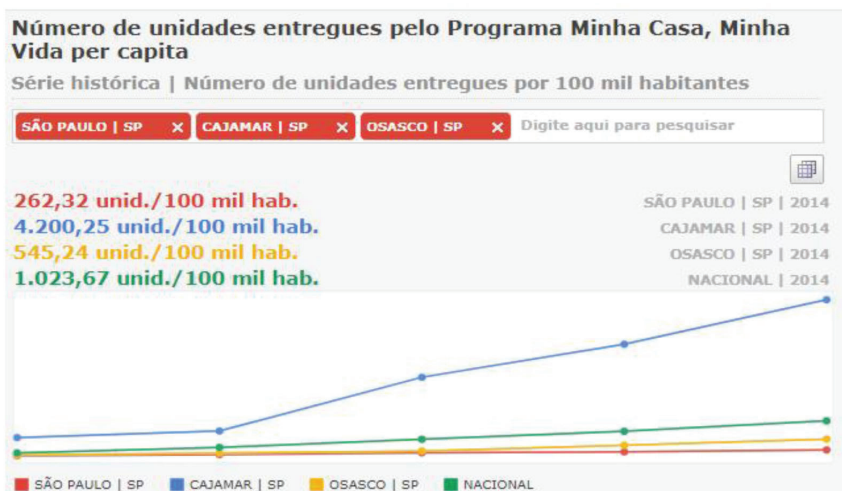 Número de unidades entregues pelo Programa Minha Casa, Minha
Vida per capita
Série histórica | Número de unidades entregues por 100 mil habitantes
SÃO PAULO | SP × CAJAMAR | SP × OSASCO | SP × Digite aqui para pesquisar
262,32 unid./100 mil hab. SÃO PAULO | SP | 2014
4.200,25 unid./100 mil hab. CAJAMAR | SP | 2014
545,24 unid./100 mil hab. OSASCO | SP | 2014
1.023,67 unid./100 mil hab. NACIONAL | 2014
SÃO PAULO | SP CAJAMAR | SP OSASCO | SP NACIONAL